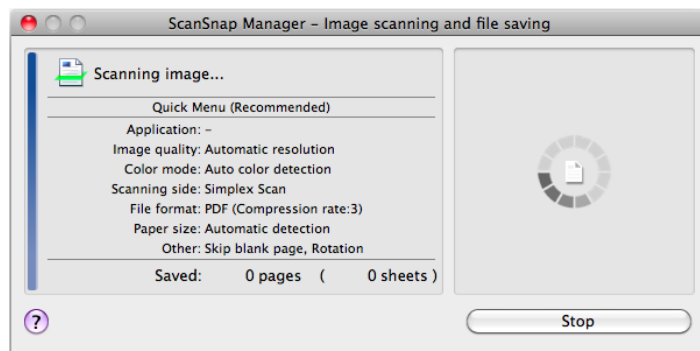 ScanSnap Manager – Image scanning and file saving
Scanning image...
Quick Menu (Recommended)
Application: –
Image quality: Automatic resolution
Color mode: Auto color detection
Scanning side: Simplex Scan
File format: PDF (Compression rate:3)
Paper size: Automatic detection
Other: Skip blank page, Rotation
Saved: 0 pages ( 0 sheets )
? Stop